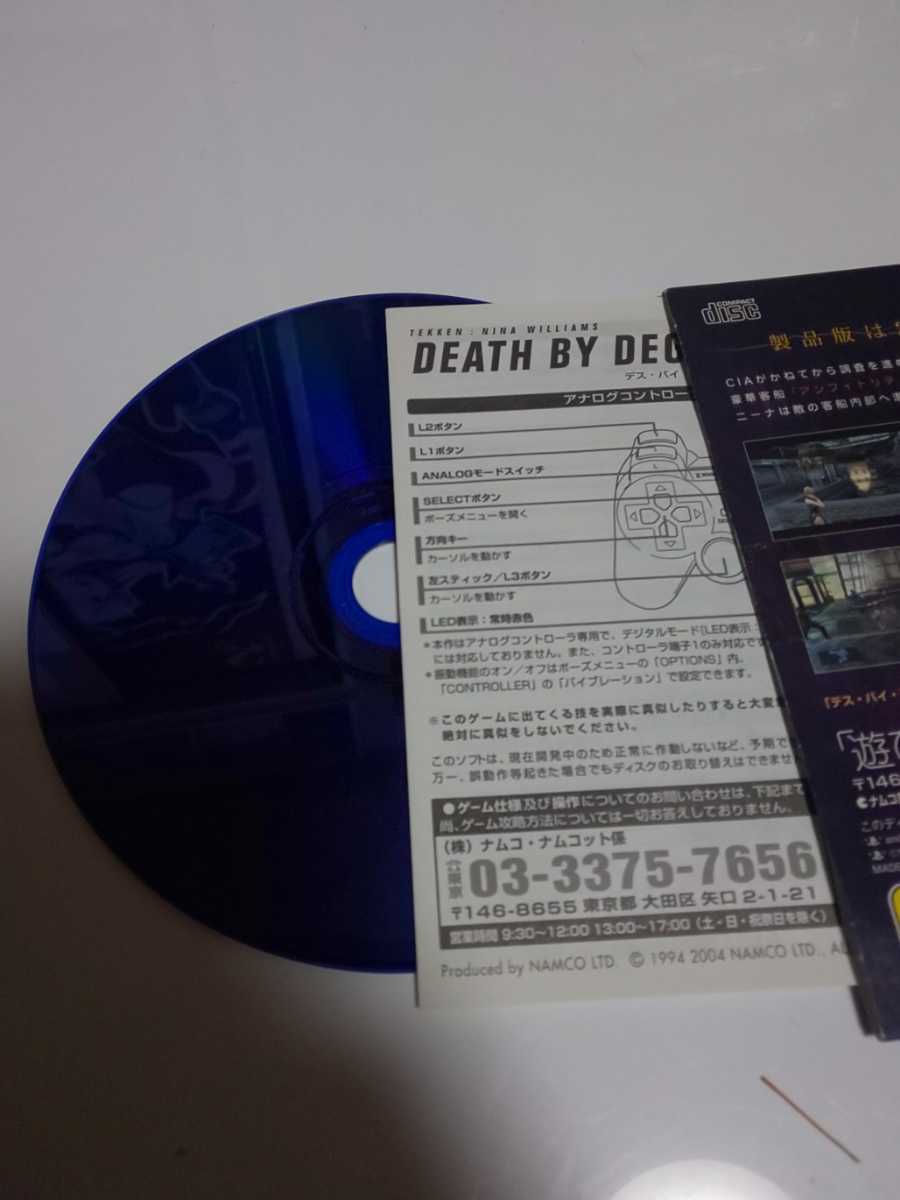 TEKKEN : NINA WILLIAMS
DEATH BY DEG
デス・バイ
アナログコントロー
L2ボタン
L1ボタン
ANALOGモードスイッチ
SELECTボタン
ポーズメニューを開く
方向キー
カーソルを動かす
左スティック/L3ボタン
カーソルを動かす
LED表示:常時赤色
*本作はアナログコントローラ専用で、デジタルモード[LED表示:
には対応しておりません。また、コントローラ端子1のみ対応です
*振動機能のオン/オフはポーズメニューの「OPTIONS」内、
「CONTROLLER」の「バイブレーション」で設定できます。
※このゲームに出てくる技を実際に真似したりすると大変
絶対に真似をしないでください。
このソフトは、現在開発中のため正常に作動しないなど、予期で
万一、誤動作等起きた場合でもディスクのお取り替えはできませ
●ゲーム仕様及び操作についてのお問い合わせは、下記まで
尚、ゲーム攻略方法については一切お答えしておりません。
(株)ナムコ・ナムコット係
東京 03-3375-7656
〒146-8655 東京都 大田区 矢口 2-1-21
営業時間 9:30~12:00 13:00~17:00 (土・日・祝祭日を除く)
Produced by NAMCO LTD. © 1994 2004 NAMCO LTD., AL
COMPACT
disc
製品版は
CIAがかねてから調査を進
豪華客船「アンフィトリテ
ニーナは敵の客船内部へ
「デス・バイ・
「遊
〒146
ナムコ
このディ
MADE